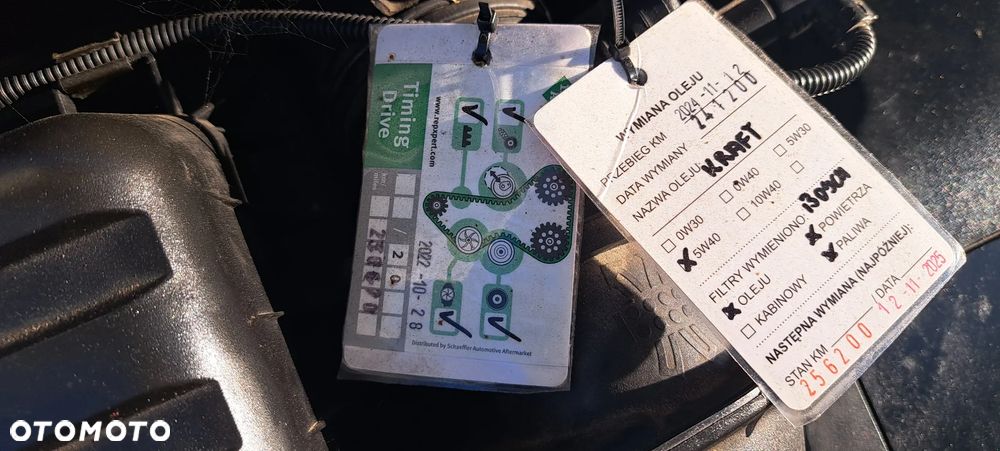 Timing
Drive
www.repxpert.com
2022-10-28
Distributed by Schaeffler Automotive Aftermarket
WYMIANA OLEJU
PRZEBIEG KM 2024-11-12
DATA WYMIANY 241200
NAZWA OLEJU KRAFT
0W30 0W40 5W30
5W40 10W40
FILTRY WYMIENIONO: BOSCH
OLEJU POWIETRZA
KABINOWY PALIWA
NASTĘPNA WYMIANA (NAJPÓŹNIEJ):
STAN KM /DATA
256200 12-11-2025
OTOMOTO